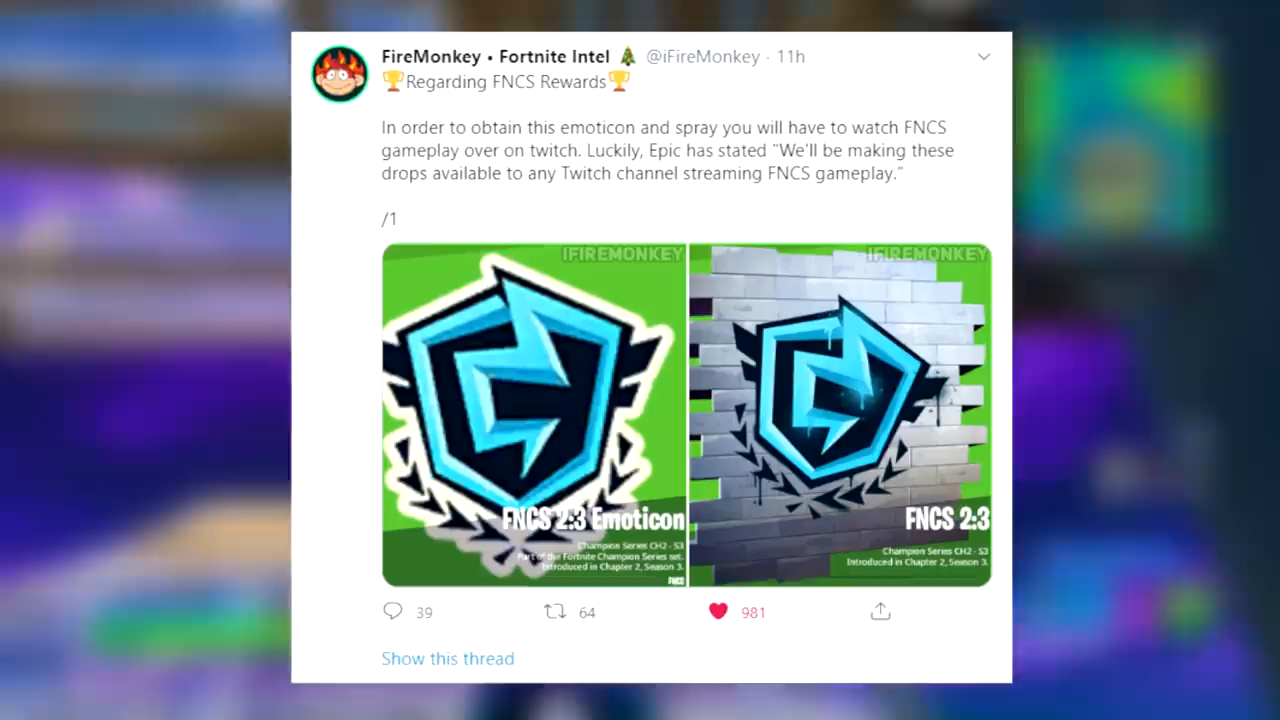 FireMonkey • Fortnite Intel 🎄 @iFireMonkey · 11h
🏆Regarding FNCS Rewards🏆
In order to obtain this emoticon and spray you will have to watch FNCS
gameplay over on twitch. Luckily, Epic has stated "We'll be making these
drops available to any Twitch channel streaming FNCS gameplay."
/1
IFIREMONKEY
FNCS 2:3 Emoticon
Champion Series CH2 - S3
Part of the Fortnite Champion Series set.
Introduced in Chapter 2, Season 3.
FNCS
IFIREMONKEY
FNCS 2:3
Champion Series CH2 - S3
Introduced in Chapter 2, Season 3.
39 64 981
Show this thread